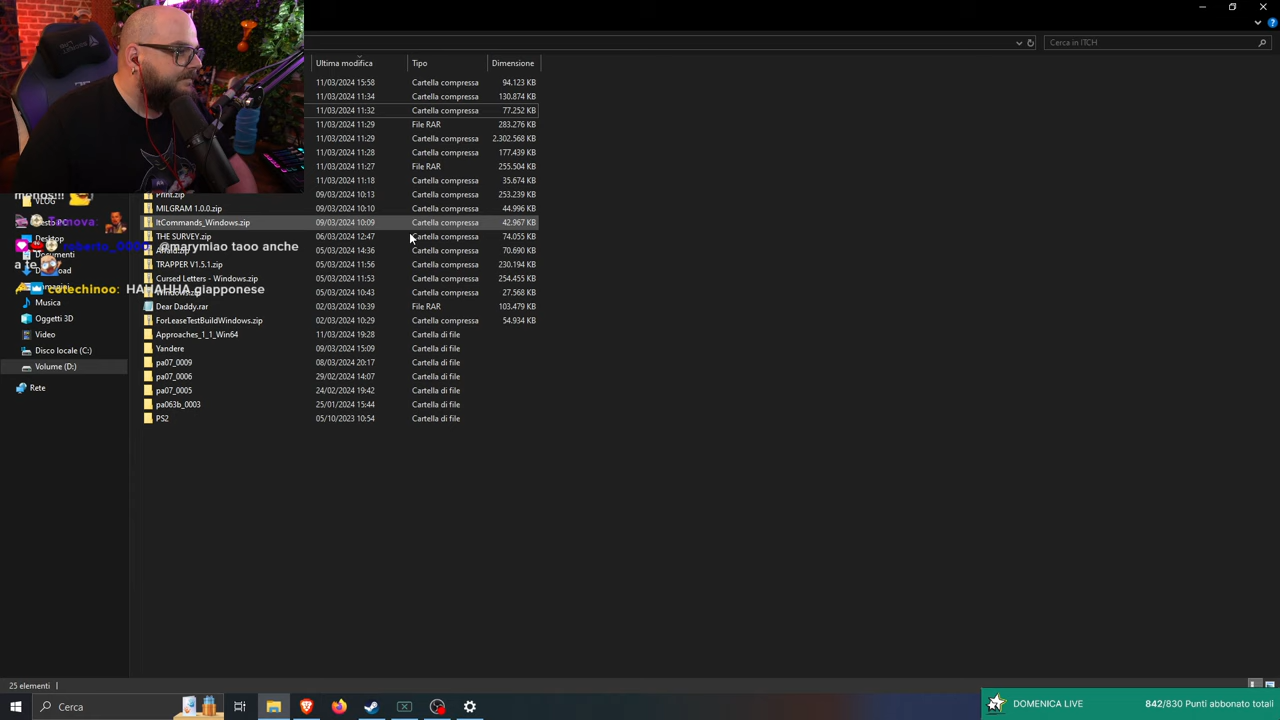 Cerca in ITCH
Ultima modifica Tipo Dimensione
11/03/2024 15:58 Cartella compressa 94.123 KB
11/03/2024 11:34 Cartella compressa 130.874 KB
11/03/2024 11:32 Cartella compressa 77.252 KB
11/03/2024 11:29 File RAR 283.276 KB
11/03/2024 11:29 Cartella compressa 2.302.568 KB
11/03/2024 11:28 Cartella compressa 177.439 KB
11/03/2024 11:27 File RAR 255.504 KB
11/03/2024 11:18 Cartella compressa 35.674 KB
Print.zip 09/03/2024 10:13 Cartella compressa 253.239 KB
MILGRAM 1.0.0.zip 09/03/2024 10:10 Cartella compressa 44.996 KB
ItCommands_Windows.zip 09/03/2024 10:09 Cartella compressa 42.967 KB
THE SURVEY.zip 06/03/2024 12:47 Cartella compressa 74.055 KB
05/03/2024 14:36 Cartella compressa 70.690 KB
TRAPPER V1.5.1.zip 05/03/2024 11:56 Cartella compressa 230.194 KB
Cursed Letters - Windows.zip 05/03/2024 11:53 Cartella compressa 254.455 KB
05/03/2024 10:43 Cartella compressa 27.568 KB
Dear Daddy.rar 02/03/2024 10:39 File RAR 103.479 KB
ForLeaseTestBuildWindows.zip 02/03/2024 10:29 Cartella compressa 54.934 KB
Approaches_1_1_Win64 11/03/2024 19:28 Cartella di file
Yandere 09/03/2024 15:09 Cartella di file
pa07_0009 08/03/2024 20:17 Cartella di file
pa07_0006 29/02/2024 14:07 Cartella di file
pa07_0005 24/02/2024 19:42 Cartella di file
pa063b_0003 25/01/2024 15:44 Cartella di file
PS2 05/10/2023 10:54 Cartella di file
menos!!!
VLOG
Desktop
roberto_0000: @marymiao taoo anche
a te
cotechinoo: HAHAHHA giapponese
Musica
Oggetti 3D
Video
Disco locale (C:)
Volume (D:)
Rete
25 elementi
Cerca
DOMENICA LIVE 842/830 Punti abbonato totali